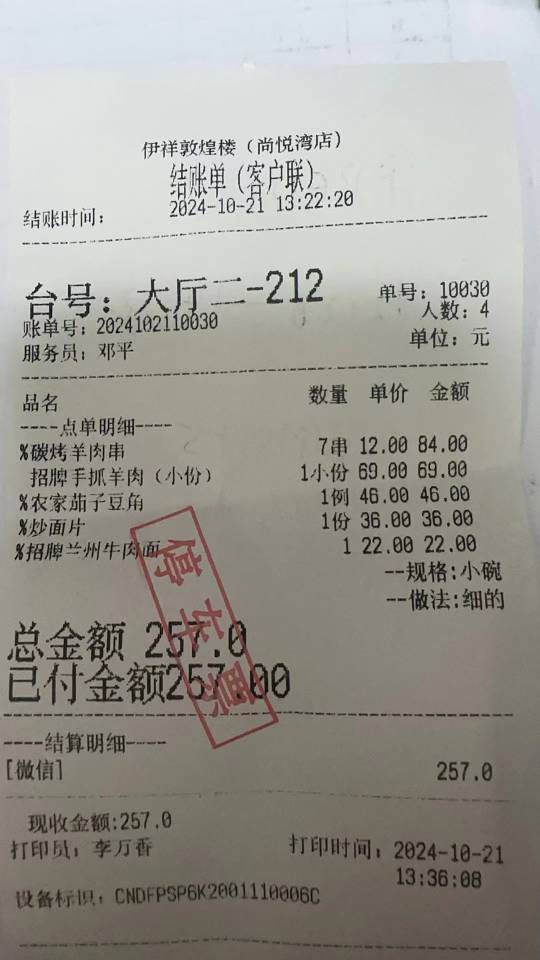 伊祥敦煌楼（尚悦湾店）
结账单（客户联）
结账时间： 2024-10-21 13:22:20
台号：大厅二-212 单号：10030
账单号：2024102110030 人数：4
服务员：邓平 单位：元
品名 数量 单价 金额
----点单明细----
%碳烤羊肉串 7串 12.00 84.00
招牌手抓羊肉（小份） 1小份 69.00 69.00
%农家茄子豆角 1例 46.00 46.00
%炒面片 1份 36.00 36.00
%招牌兰州牛肉面 1 22.00 22.00
--规格：小碗
--做法：细的
停车票
总金额 257.0
已付金额257.00
----结算明细----
[微信] 257.0
现收金额：257.0
打印员：李万香 打印时间：2024-10-21
13:36:08
设备标识：CNDFPSP6K2001110006C